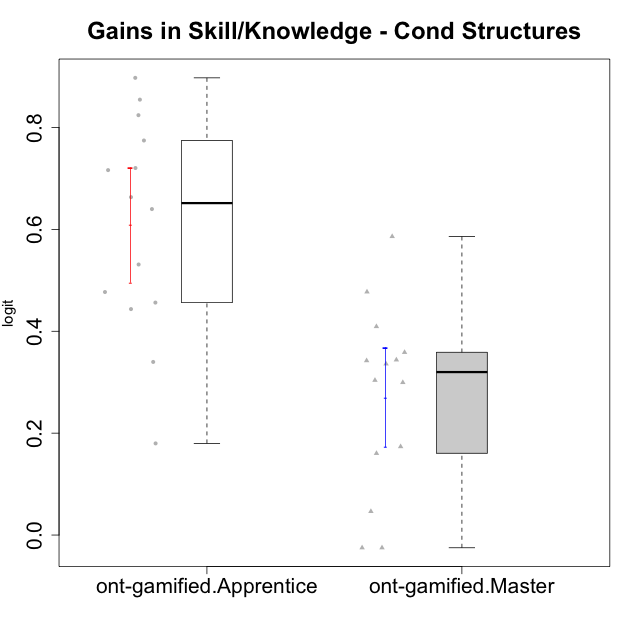 Gains in Skill/Knowledge - Cond Structures
logit
0.8
0.6
0.4
0.2
0.0
ont-gamified.Apprentice
ont-gamified.Master